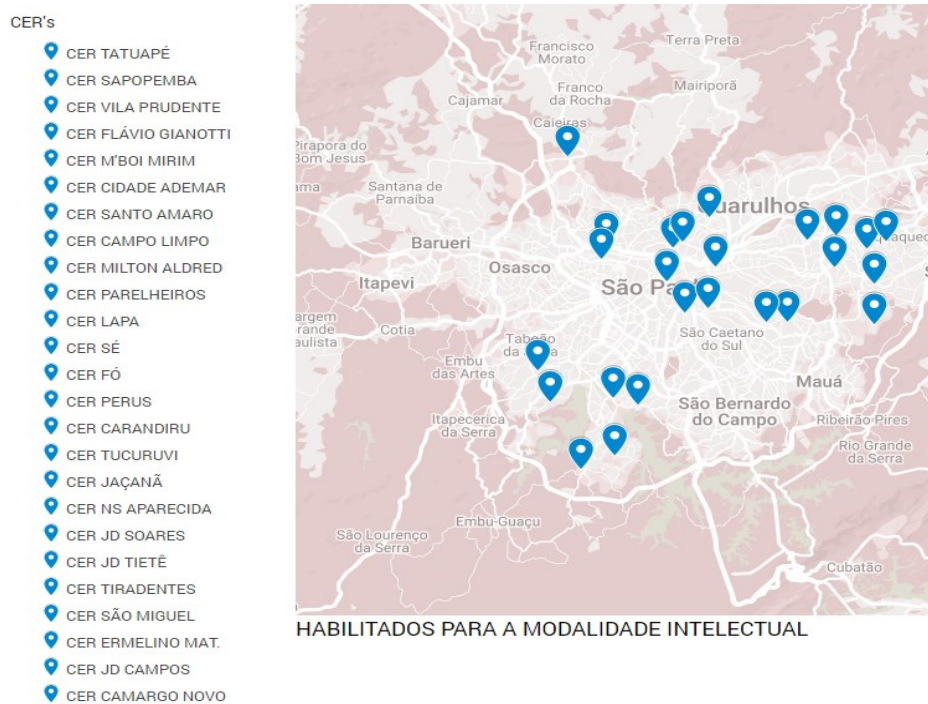 CER's
CER TATUAPÉ
CER SAPOPEMBA
CER VILA PRUDENTE
CER FLÁVIO GIANOTTI
CER M'BOI MIRIM
CER CIDADE ADEMAR
CER SANTO AMARO
CER CAMPO LIMPO
CER MILTON ALDRED
CER PARELHEIROS
CER LAPA
CER SÉ
CER FÓ
CER PERUS
CER CARANDIRU
CER TUCURUVI
CER JAÇANÃ
CER NS APARECIDA
CER JD SOARES
CER JD TIETÊ
CER TIRADENTES
CER SÃO MIGUEL
CER ERMELINO MAT.
CER JD CAMPOS
CER CAMARGO NOVO
Francisco
Morato
Terra Preta
Franco
da Rocha
Mairiporã
Cajamar
Caieiras
Pirapora do
Bom Jesus
Santana de
Parnaíba
Barueri
Osasco
Itapevi
São
Cotia
São Caetano
do Sul
Embu
das Artes
Mauá
São Bernardo
do Campo
Itapecerica
da Serra
Ribeirão Pires
Rio Grande
da Serra
Embu-Guaçu
São Lourenço
da Serra
Cubatão
HABILITADOS PARA A MODALIDADE INTELECTUAL